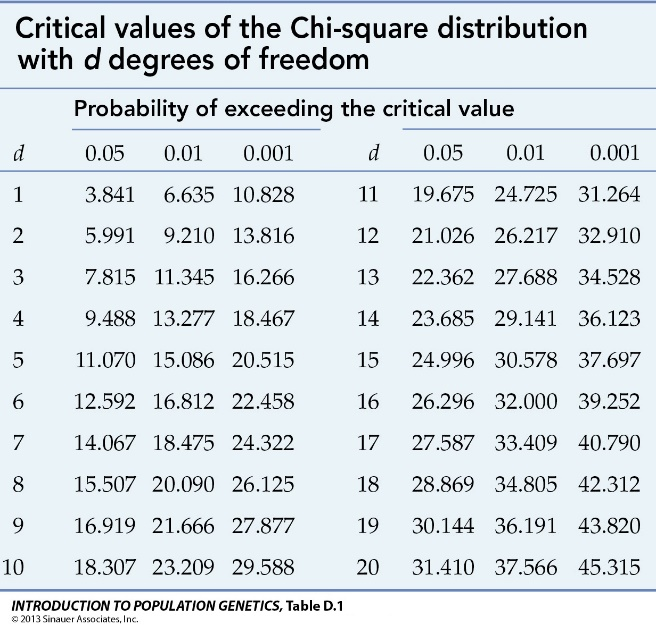 Critical values of the Chi-square distribution
with d degrees of freedom
Probability of exceeding the critical value
d 0.05 0.01 0.001 d 0.05 0.01 0.001
1 3.841 6.635 10.828 11 19.675 24.725 31.264
2 5.991 9.210 13.816 12 21.026 26.217 32.910
3 7.815 11.345 16.266 13 22.362 27.688 34.528
4 9.488 13.277 18.467 14 23.685 29.141 36.123
5 11.070 15.086 20.515 15 24.996 30.578 37.697
6 12.592 16.812 22.458 16 26.296 32.000 39.252
7 14.067 18.475 24.322 17 27.587 33.409 40.790
8 15.507 20.090 26.125 18 28.869 34.805 42.312
9 16.919 21.666 27.877 19 30.144 36.191 43.820
10 18.307 23.209 29.588 20 31.410 37.566 45.315
INTRODUCTION TO POPULATION GENETICS, Table D.1
© 2013 Sinauer Associates, Inc.